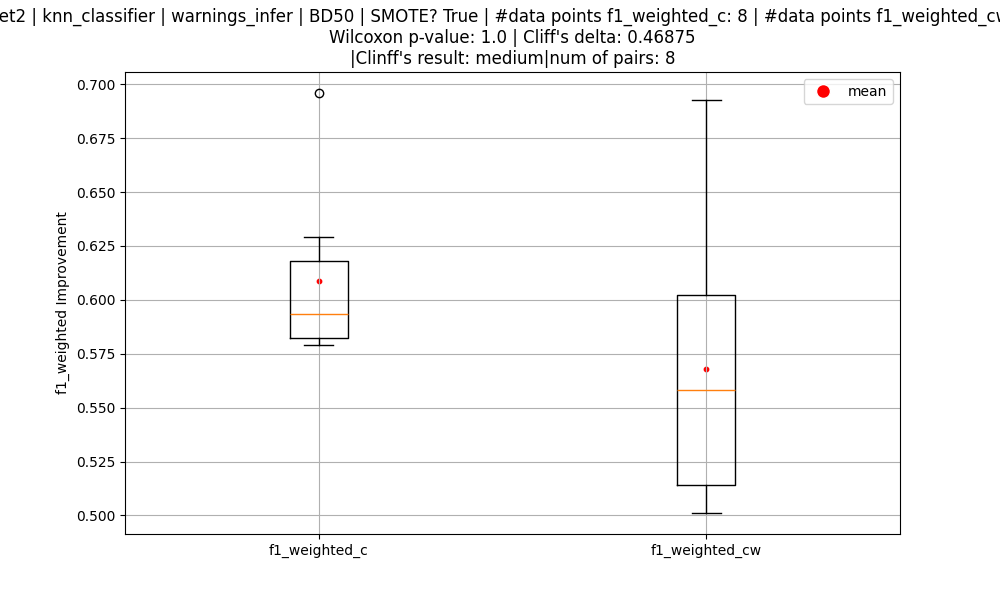 et2 | knn_classifier | warnings_infer | BD50 | SMOTE? True | #data points f1_weighted_c: 8 | #data points f1_weighted_cw
Wilcoxon p-value: 1.0 | Cliff's delta: 0.46875
|Clinff's result: medium|num of pairs: 8
mean
0.700
0.675
0.650
0.625
0.600
0.575
0.550
0.525
0.500
f1_weighted Improvement
f1_weighted_c
f1_weighted_cw